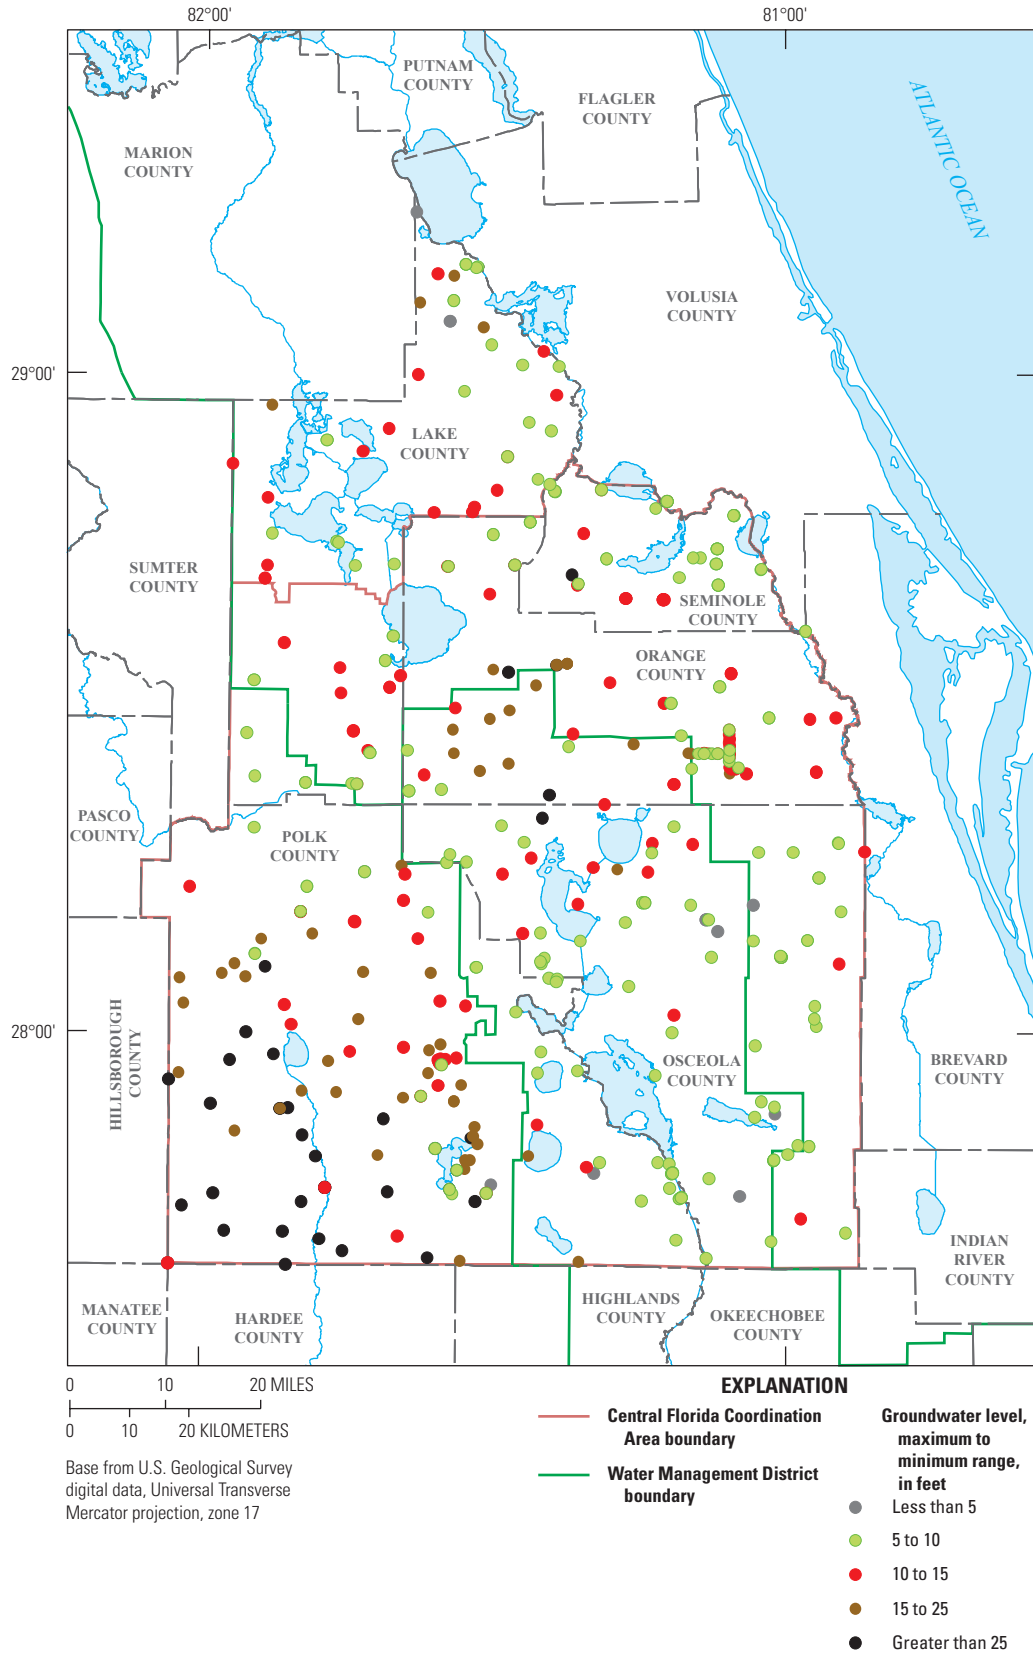 82°00'
81°00'
PUTNAM
COUNTY
FLAGLER
COUNTY
ATLANTIC OCEAN
MARION
COUNTY
VOLUSIA
COUNTY
29°00'
LAKE
COUNTY
SUMTER
COUNTY
SEMINOLE
COUNTY
ORANGE
COUNTY
PASCO
COUNTY
POLK
COUNTY
28°00'
HILLSBOROUGH
COUNTY
OSCEOLA
COUNTY
BREVARD
COUNTY
INDIAN
RIVER
COUNTY
MANATEE
COUNTY
HARDEE
COUNTY
HIGHLANDS
COUNTY
OKEECHOBEE
COUNTY
0 10 20 MILES
0 10 20 KILOMETERS
Base from U.S. Geological Survey
digital data, Universal Transverse
Mercator projection, zone 17
EXPLANATION
Central Florida Coordination
Area boundary
Water Management District
boundary
Groundwater level,
maximum to
minimum range,
in feet
Less than 5
5 to 10
10 to 15
15 to 25
Greater than 25